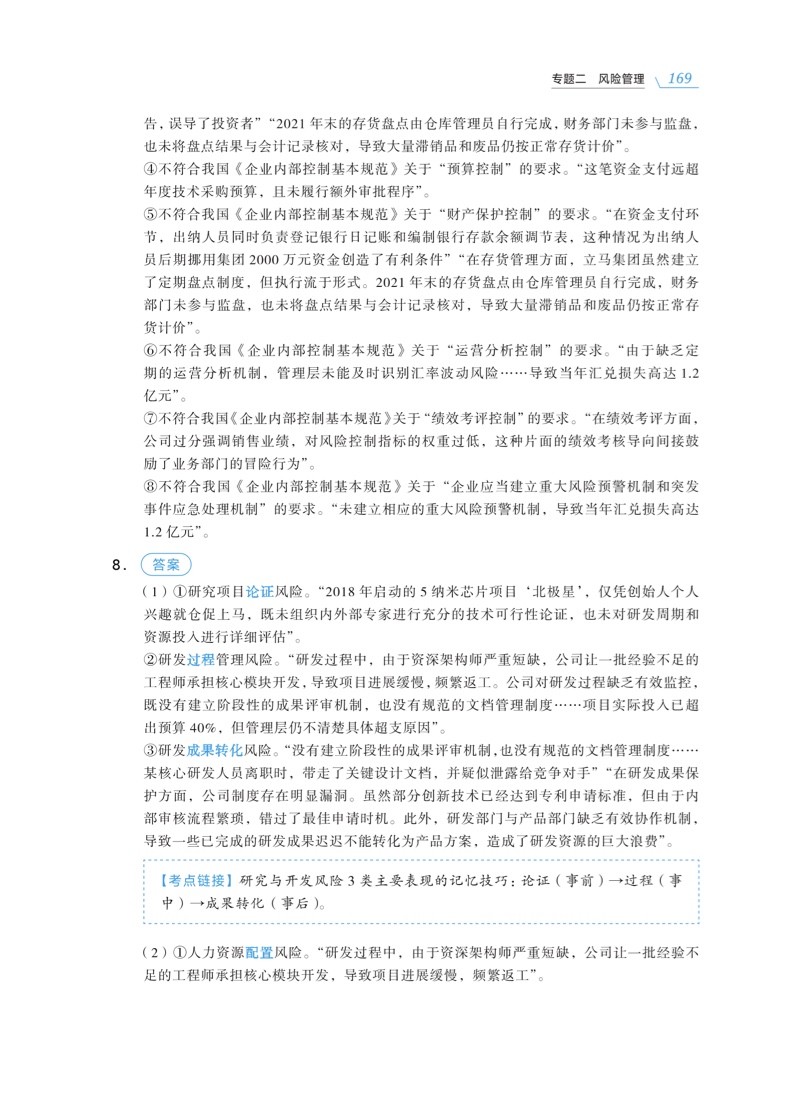 专题二 风险管理 169
告，误导了投资者”“2021 年末的存货盘点由仓库管理员自行完成，财务部门未参与监盘，
也未将盘点结果与会计记录核对，导致大量滞销品和废品仍按正常存货计价”。
④不符合我国《企业内部控制基本规范》关于“预算控制”的要求。“这笔资金支付远超
年度技术采购预算，且未履行额外审批程序”。
⑤不符合我国《企业内部控制基本规范》关于“财产保护控制”的要求。“在资金支付环
节，出纳人员同时负责登记银行日记账和编制银行存款余额调节表，这种情况为出纳人
员后期挪用集团 2000 万元资金创造了有利条件”“在存货管理方面，立马集团虽然建立
了定期盘点制度，但执行流于形式。2021 年末的存货盘点由仓库管理员自行完成，财务
部门未参与监盘，也未将盘点结果与会计记录核对，导致大量滞销品和废品仍按正常存
货计价”。
⑥不符合我国《企业内部控制基本规范》关于“运营分析控制”的要求。“由于缺乏定
期的运营分析机制，管理层未能及时识别汇率波动风险……导致当年汇兑损失高达 1.2
亿元”。
⑦不符合我国《企业内部控制基本规范》关于“绩效考评控制”的要求。“在绩效考评方面，
公司过分强调销售业绩，对风险控制指标的权重过低，这种片面的绩效考核导向间接鼓
励了业务部门的冒险行为”。
⑧不符合我国《企业内部控制基本规范》关于“企业应当建立重大风险预警机制和突发
事件应急处理机制”的要求。“未建立相应的重大风险预警机制，导致当年汇兑损失高达
1.2 亿元”。
8. 答案
（1）①研究项目论证风险。“2018 年启动的 5 纳米芯片项目‘北极星’，仅凭创始人个人
兴趣就仓促上马，既未组织内外部专家进行充分的技术可行性论证，也未对研发周期和
资源投入进行详细评估”。
②研发过程管理风险。“研发过程中，由于资深架构师严重短缺，公司让一批经验不足的
工程师承担核心模块开发，导致项目进展缓慢，频繁返工。公司对研发过程缺乏有效监控，
既没有建立阶段性的成果评审机制，也没有规范的文档管理制度……项目实际投入已超
出预算 40%，但管理层仍不清楚具体超支原因”。
③研发成果转化风险。“没有建立阶段性的成果评审机制，也没有规范的文档管理制度……
某核心研发人员离职时，带走了关键设计文档，并疑似泄露给竞争对手”“在研发成果保
护方面，公司制度存在明显漏洞。虽然部分创新技术已经达到专利申请标准，但由于内
部审核流程繁琐，错过了最佳申请时机。此外，研发部门与产品部门缺乏有效协作机制，
导致一些已完成的研发成果迟迟不能转化为产品方案，造成了研发资源的巨大浪费”。
【考点链接】研究与开发风险 3 类主要表现的记忆技巧：论证（事前）→过程（事
中）→成果转化（事后）。
（2）①人力资源配置风险。“研发过程中，由于资深架构师严重短缺，公司让一批经验不
足的工程师承担核心模块开发，导致项目进展缓慢，频繁返工”。